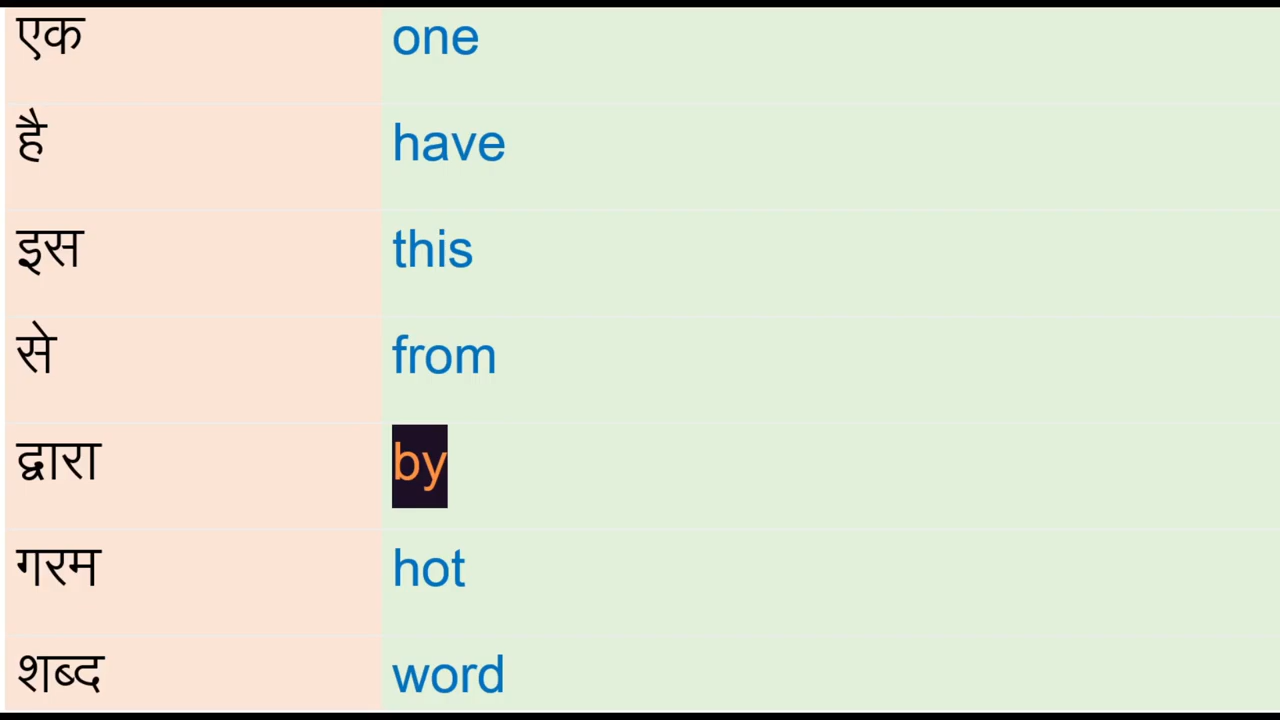 एक one
है have
इस this
से from
द्वारा by
गरम hot
शब्द word